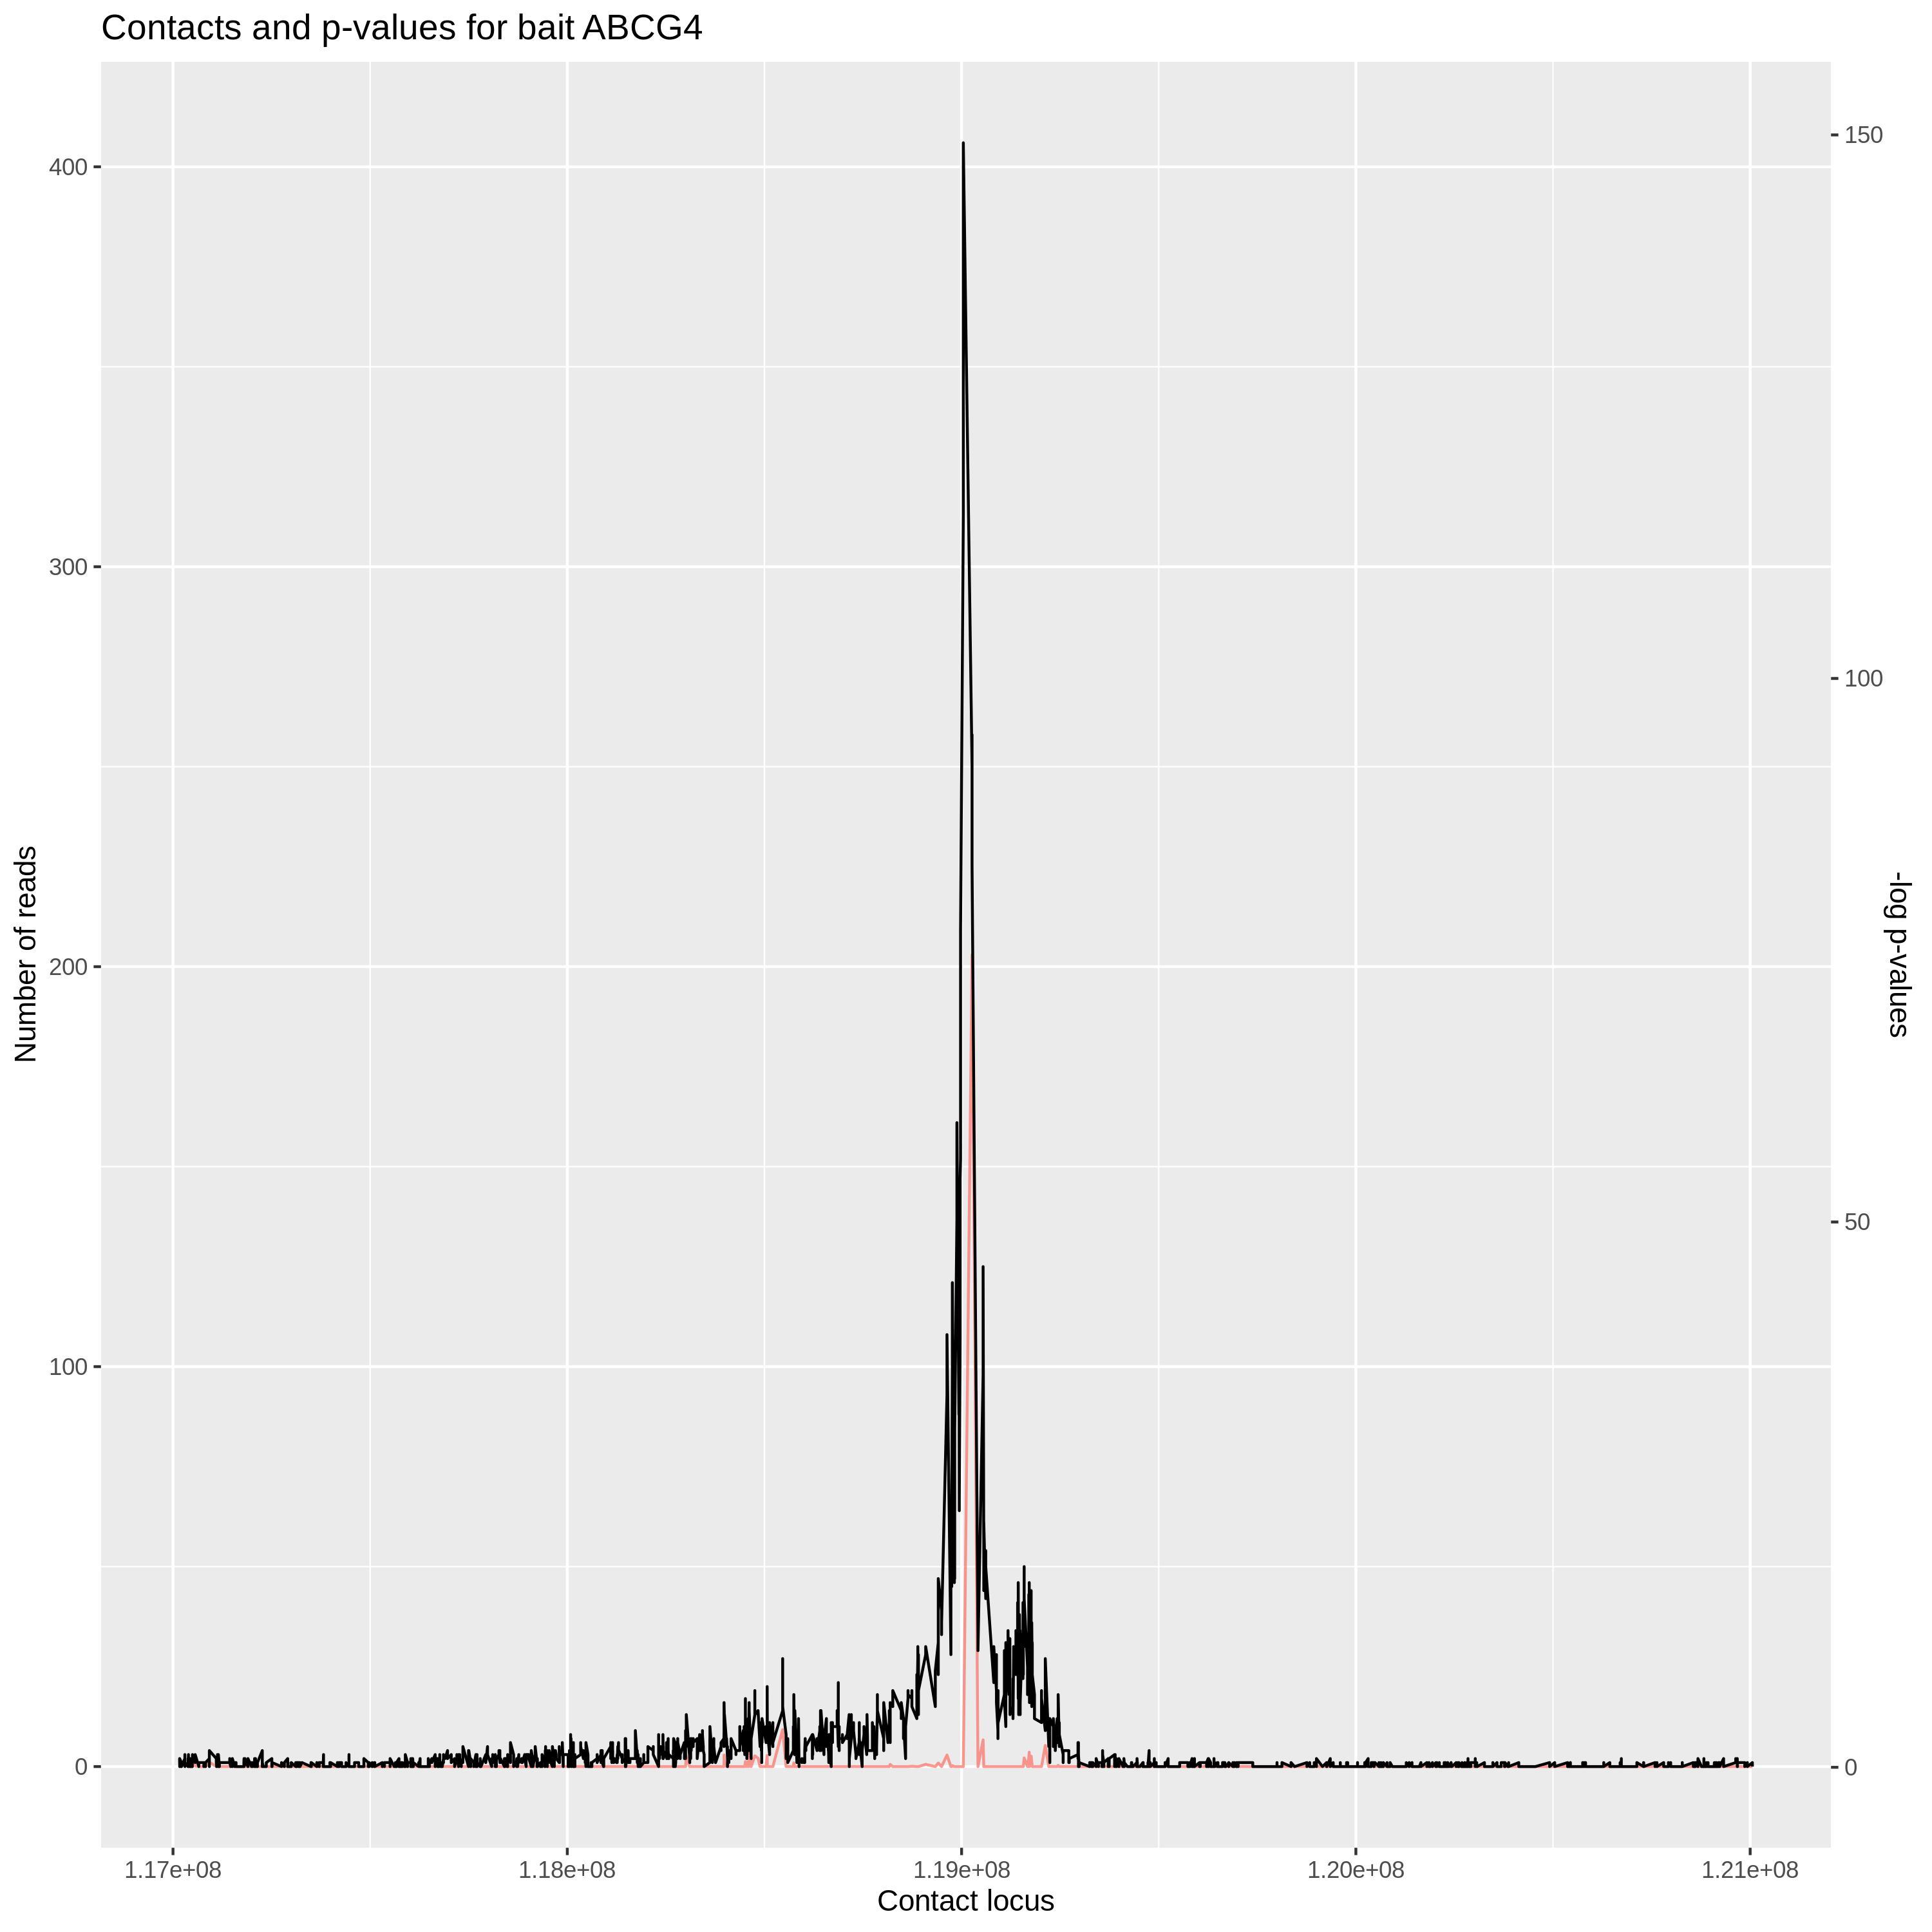 Contacts and p-values for bait ABCG4
400
300
200
100
0
Number of reads
150
100
50
0
-log p-values
1.17e+08
1.18e+08
1.19e+08
1.20e+08
1.21e+08
Contact locus